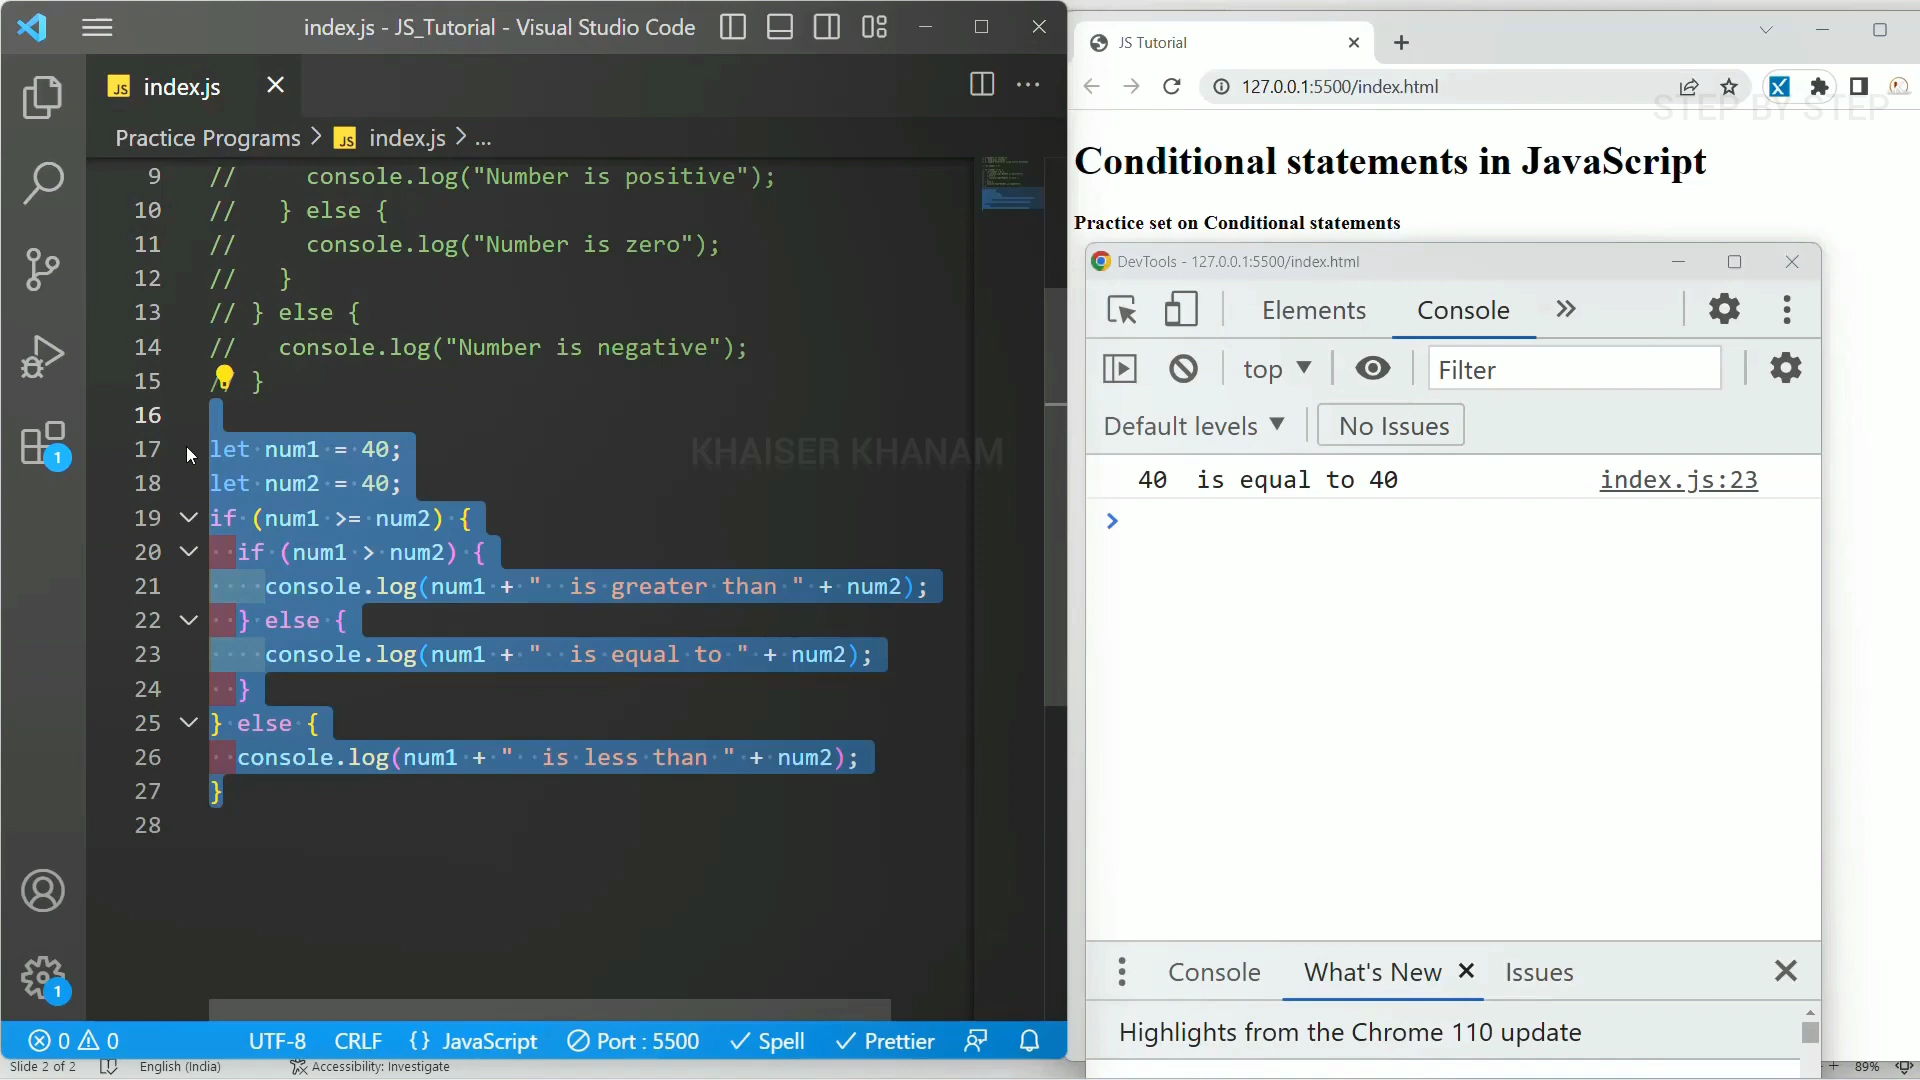 index.js - JS_Tutorial - Visual Studio Code
JS index.js
Practice Programs > JS index.js > ...
9 //     console.log("Number is positive");
10 //   } else {
11 //     console.log("Number is zero");
12 //   }
13 // } else {
14 //   console.log("Number is negative");
15 // }
16
17 let num1 = 40;
18 let num2 = 40;
19 if (num1 >= num2) {
20   if (num1 > num2) {
21     console.log(num1 + "  is greater than " + num2);
22   } else {
23     console.log(num1 + "  is equal to " + num2);
24   }
25 } else {
26   console.log(num1 + "  is less than " + num2);
27 }
28
1
1
0 0 UTF-8 CRLF {} JavaScript Port : 5500 Spell Prettier
Slide 2 of 2 English (India) Accessibility: Investigate
KHAISER KHANAM
JS Tutorial
127.0.0.1:5500/index.html
STEP BY STEP
Conditional statements in JavaScript
Practice set on Conditional statements
DevTools - 127.0.0.1:5500/index.html
Elements Console
top Filter
Default levels No Issues
40  is equal to 40 index.js:23
Console What's New Issues
Highlights from the Chrome 110 update
89%